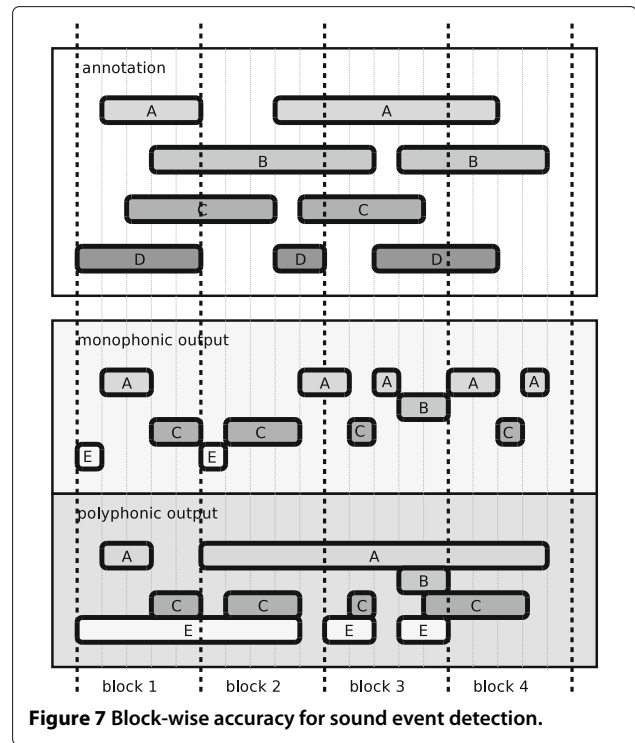 annotation
A A
B B
C C
D D D
monophonic output
A A A A A
B
C C C C
E E
polyphonic output
A A
B
C C C C
E E E
block 1 block 2 block 3 block 4
Figure 7 Block-wise accuracy for sound event detection.